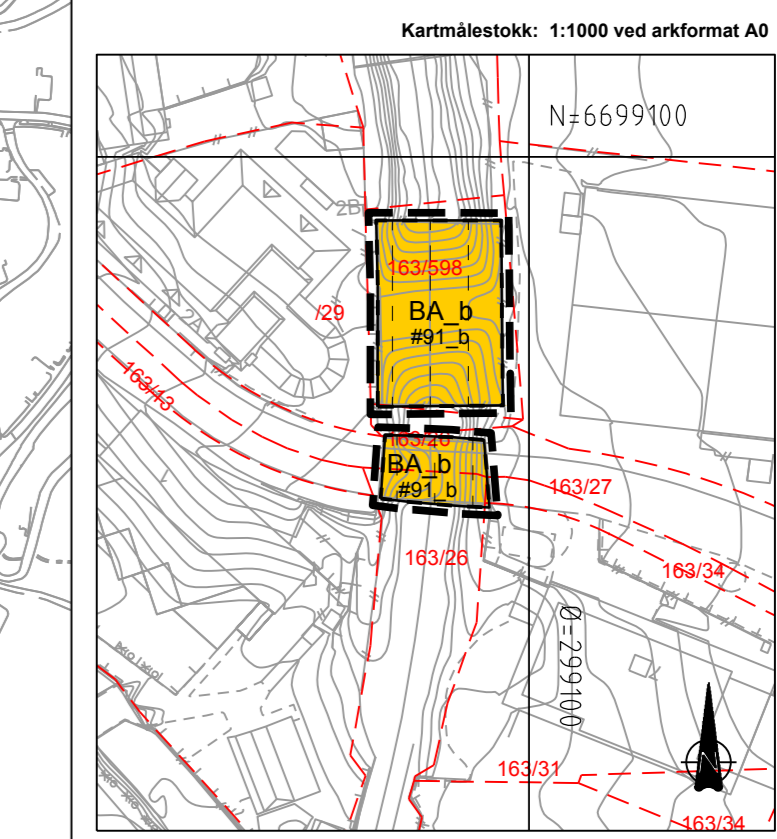 Kartmålestokk: 1:1000 ved arkformat A0
N=6699100
2B
163/598
/29
BA_b
#91_b
2A
163/13
163/26
BA_b
#91_b
163/27
163/26
163/34
Ø=299100
N
163/31
163/34